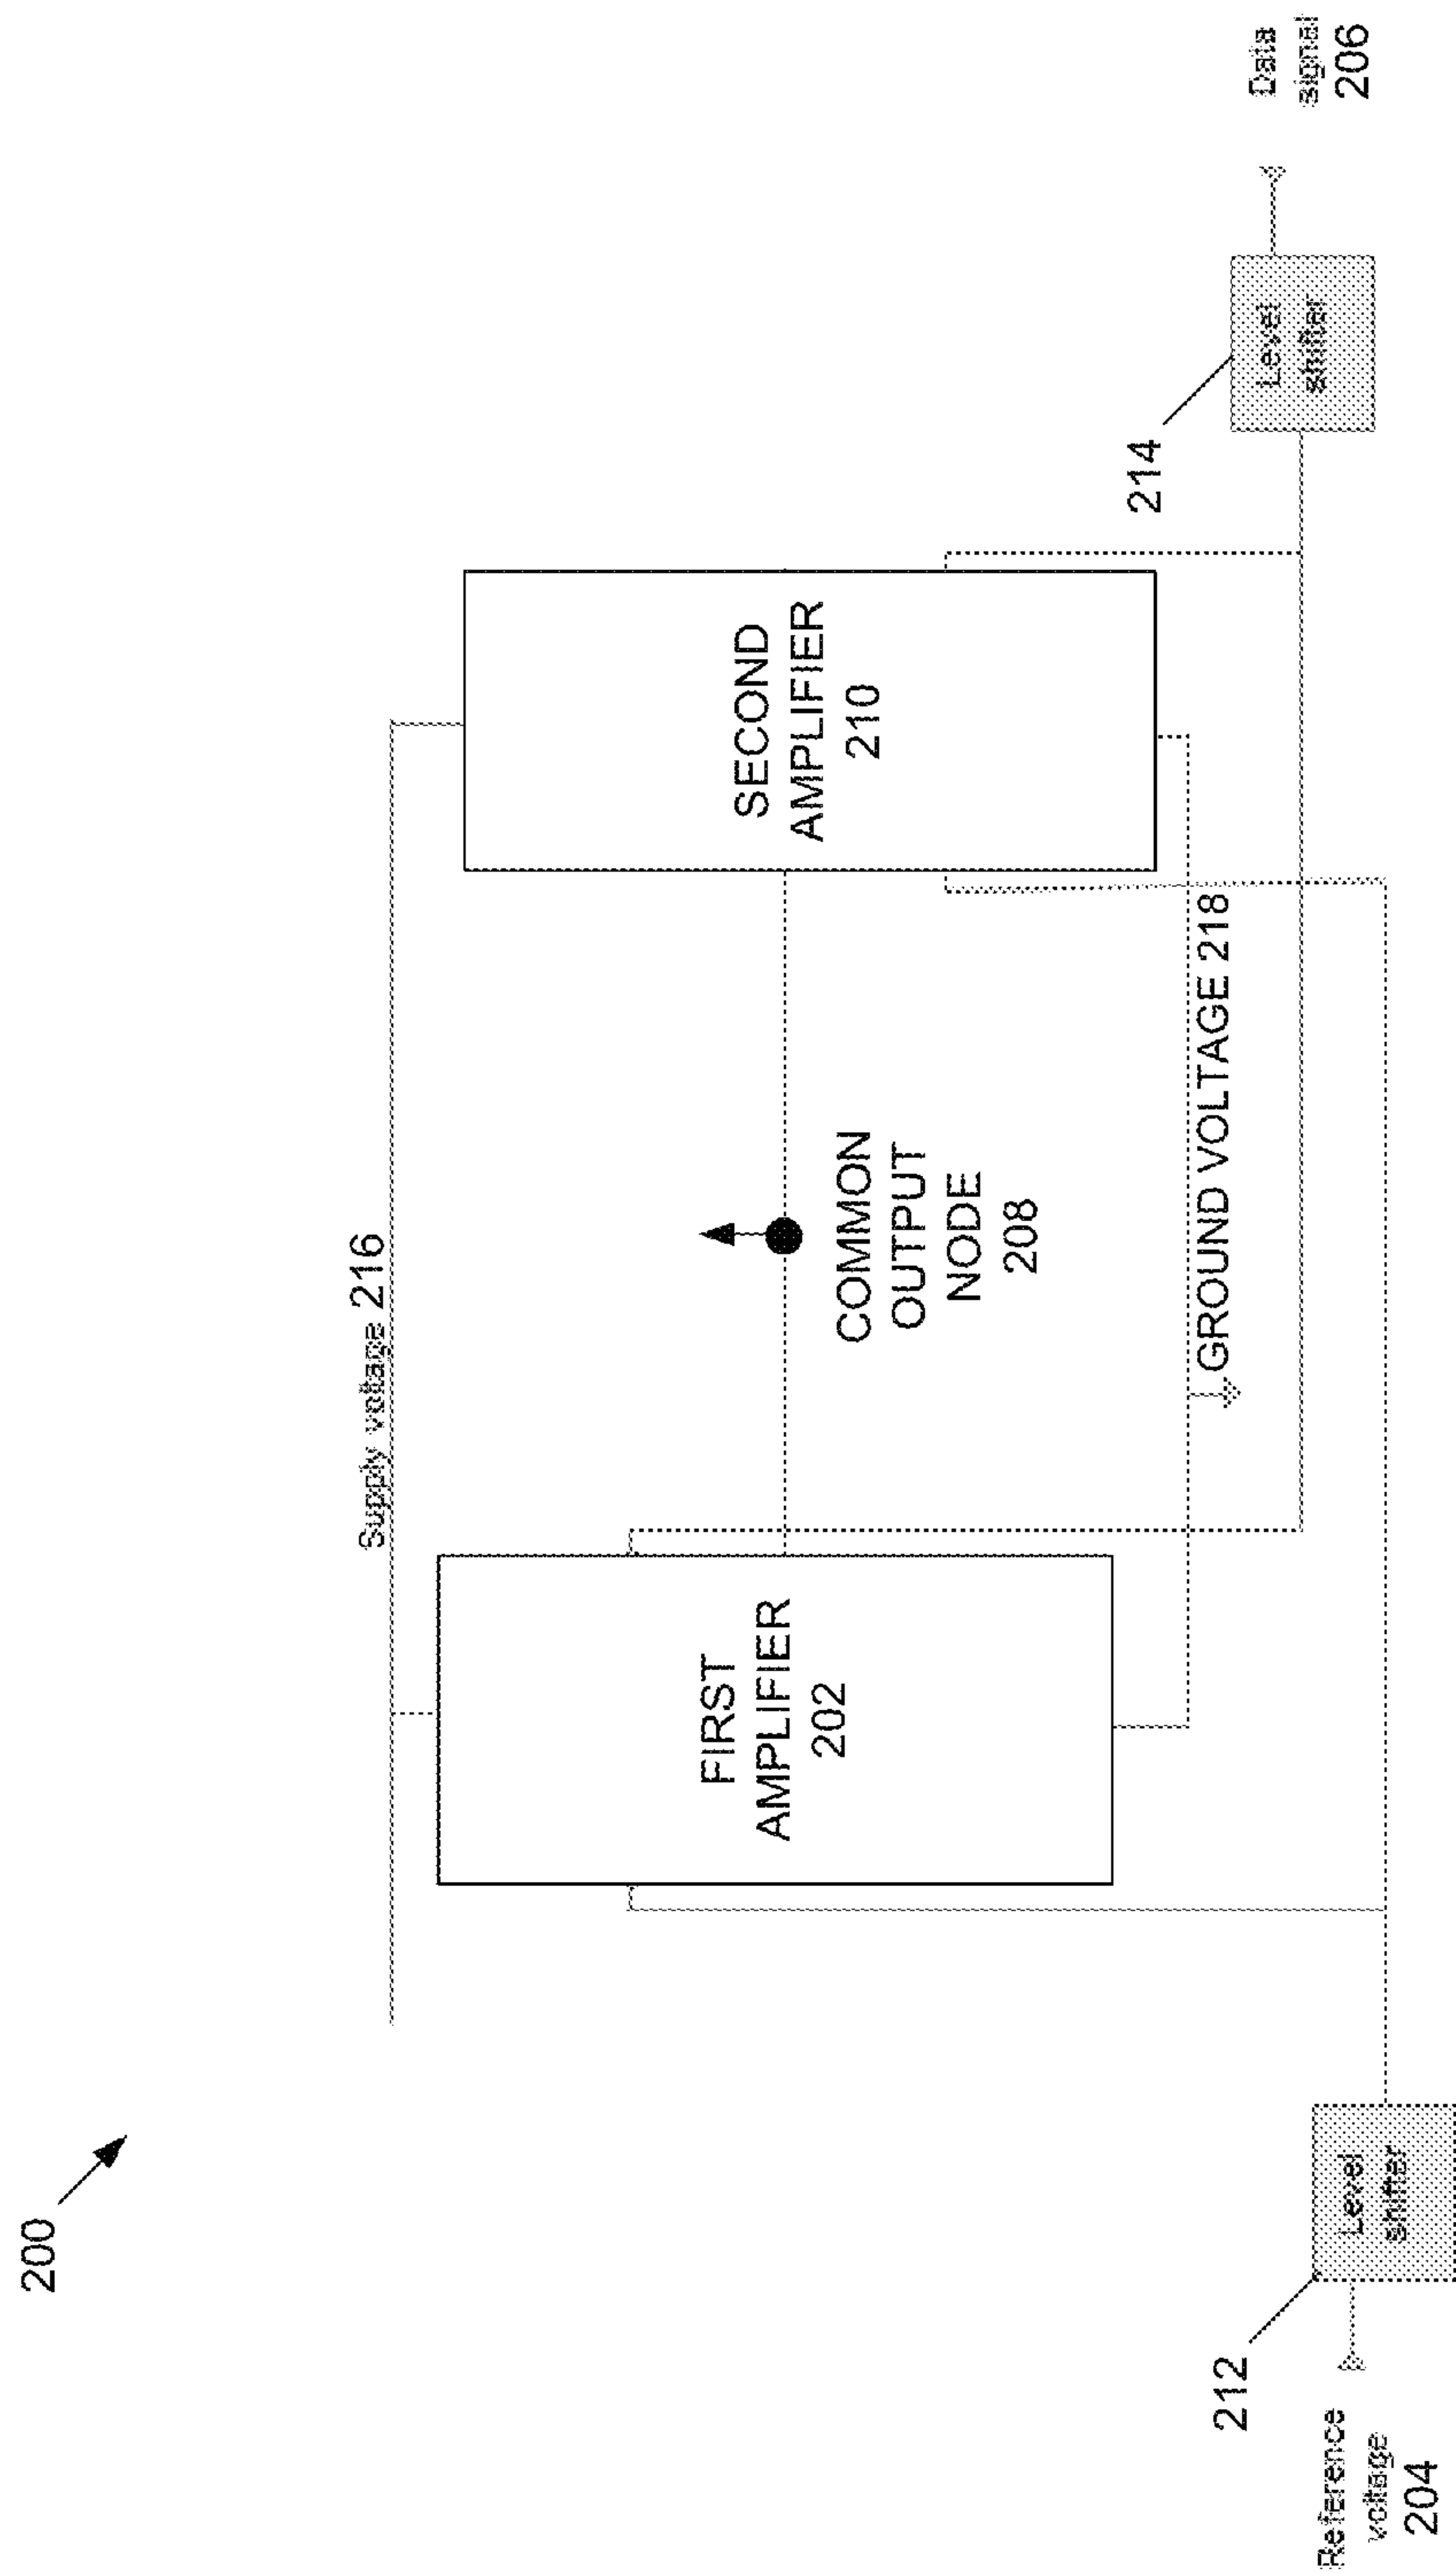 200
Supply voltage 216
FIRST
AMPLIFIER
202
COMMON
OUTPUT
NODE
208
SECOND
AMPLIFIER
210
GROUND VOLTAGE 218
212
Level
shifter
Reference
voltage
204
214
Level
shifter
Data
signal
206